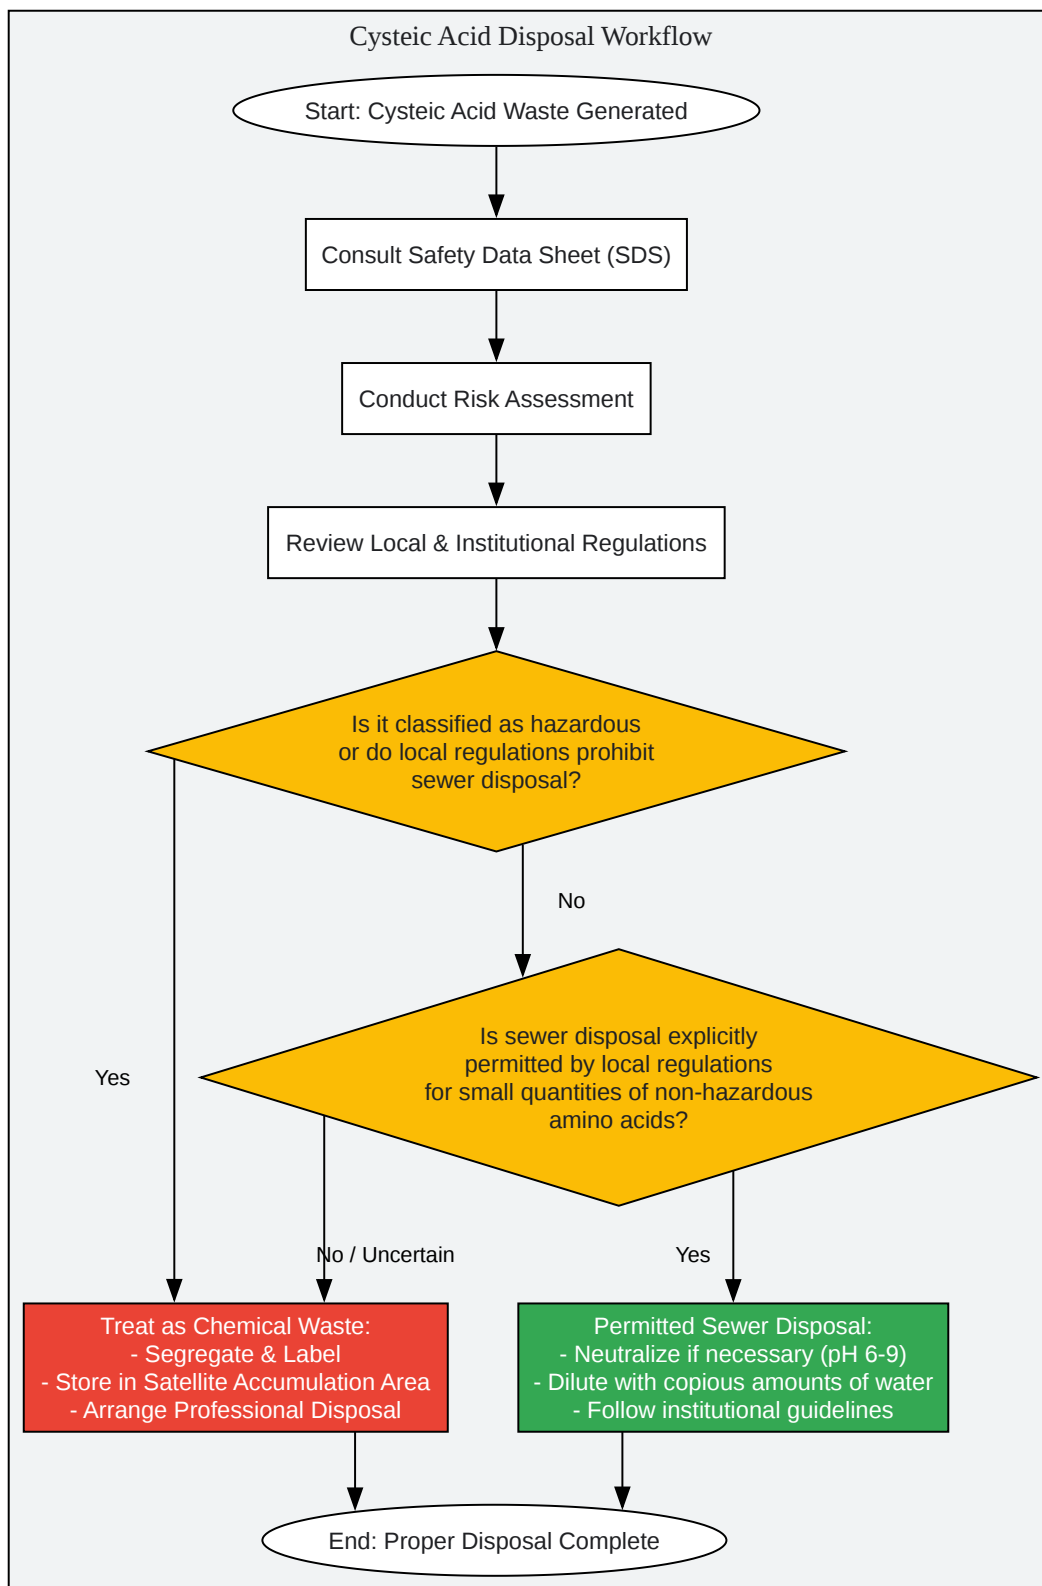 Cysteic Acid Disposal Workflow
Start: Cysteic Acid Waste Generated
Consult Safety Data Sheet (SDS)
Conduct Risk Assessment
Review Local & Institutional Regulations
Is it classified as hazardous
or do local regulations prohibit
sewer disposal?
No
Is sewer disposal explicitly
permitted by local regulations
for small quantities of non-hazardous
amino acids?
Yes
No / Uncertain
Yes
Treat as Chemical Waste:
- Segregate & Label
- Store in Satellite Accumulation Area
- Arrange Professional Disposal
Permitted Sewer Disposal:
- Neutralize if necessary (pH 6-9)
- Dilute with copious amounts of water
- Follow institutional guidelines
End: Proper Disposal Complete